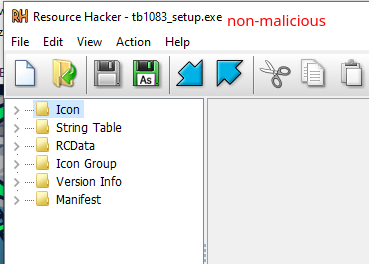 RH Resource Hacker - tb1083_setup.exe non-malicious
File Edit View Action Help
As
Icon
String Table
RCData
Icon Group
Version Info
Manifest